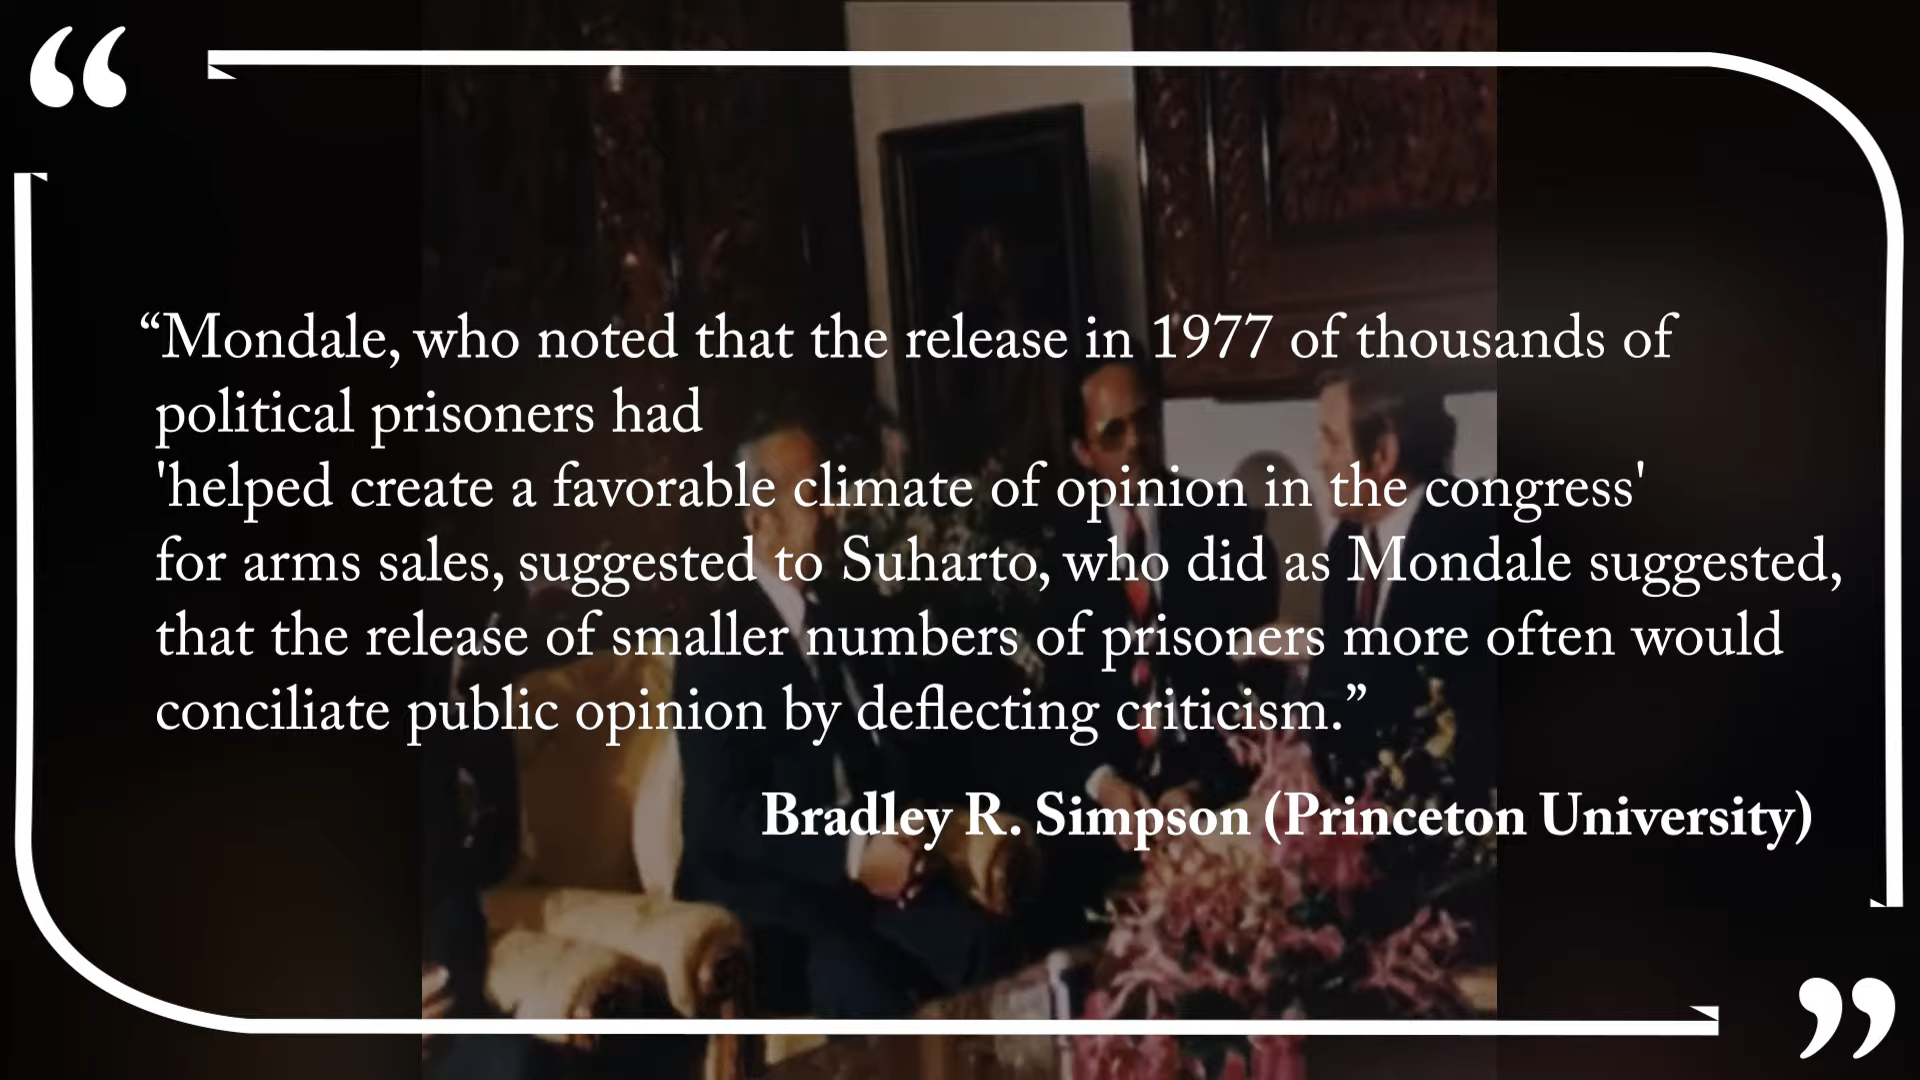 “Mondale, who noted that the release in 1977 of thousands of
political prisoners had
'helped create a favorable climate of opinion in the congress'
for arms sales, suggested to Suharto, who did as Mondale suggested,
that the release of smaller numbers of prisoners more often would
conciliate public opinion by deflecting criticism.”
Bradley R. Simpson (Princeton University)